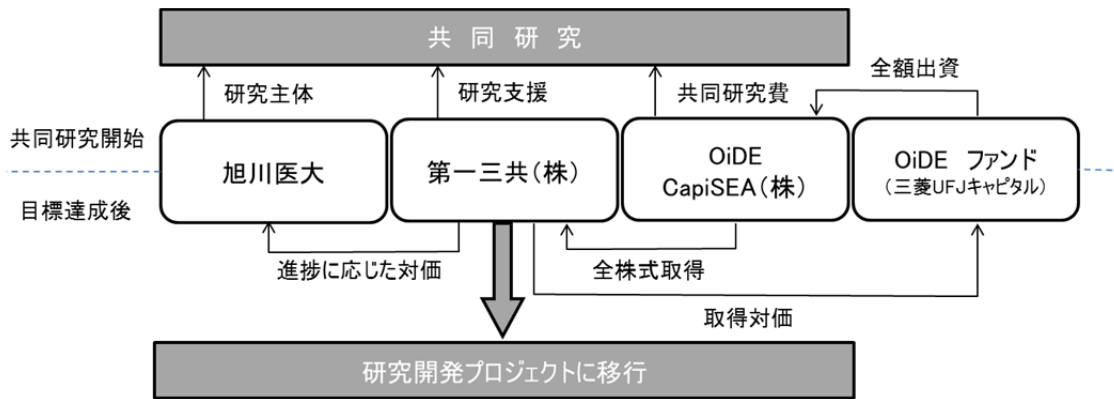 共 同 研 究
研究主体
研究支援
共同研究費
全額出資
共同研究開始
旭川医大
第一三共(株)
OiDE
CapiSEA(株)
OiDE ファンド
(三菱UFJキャピタル)
目標達成後
進捗に応じた対価
全株式取得
取得対価
研究開発プロジェクトに移行